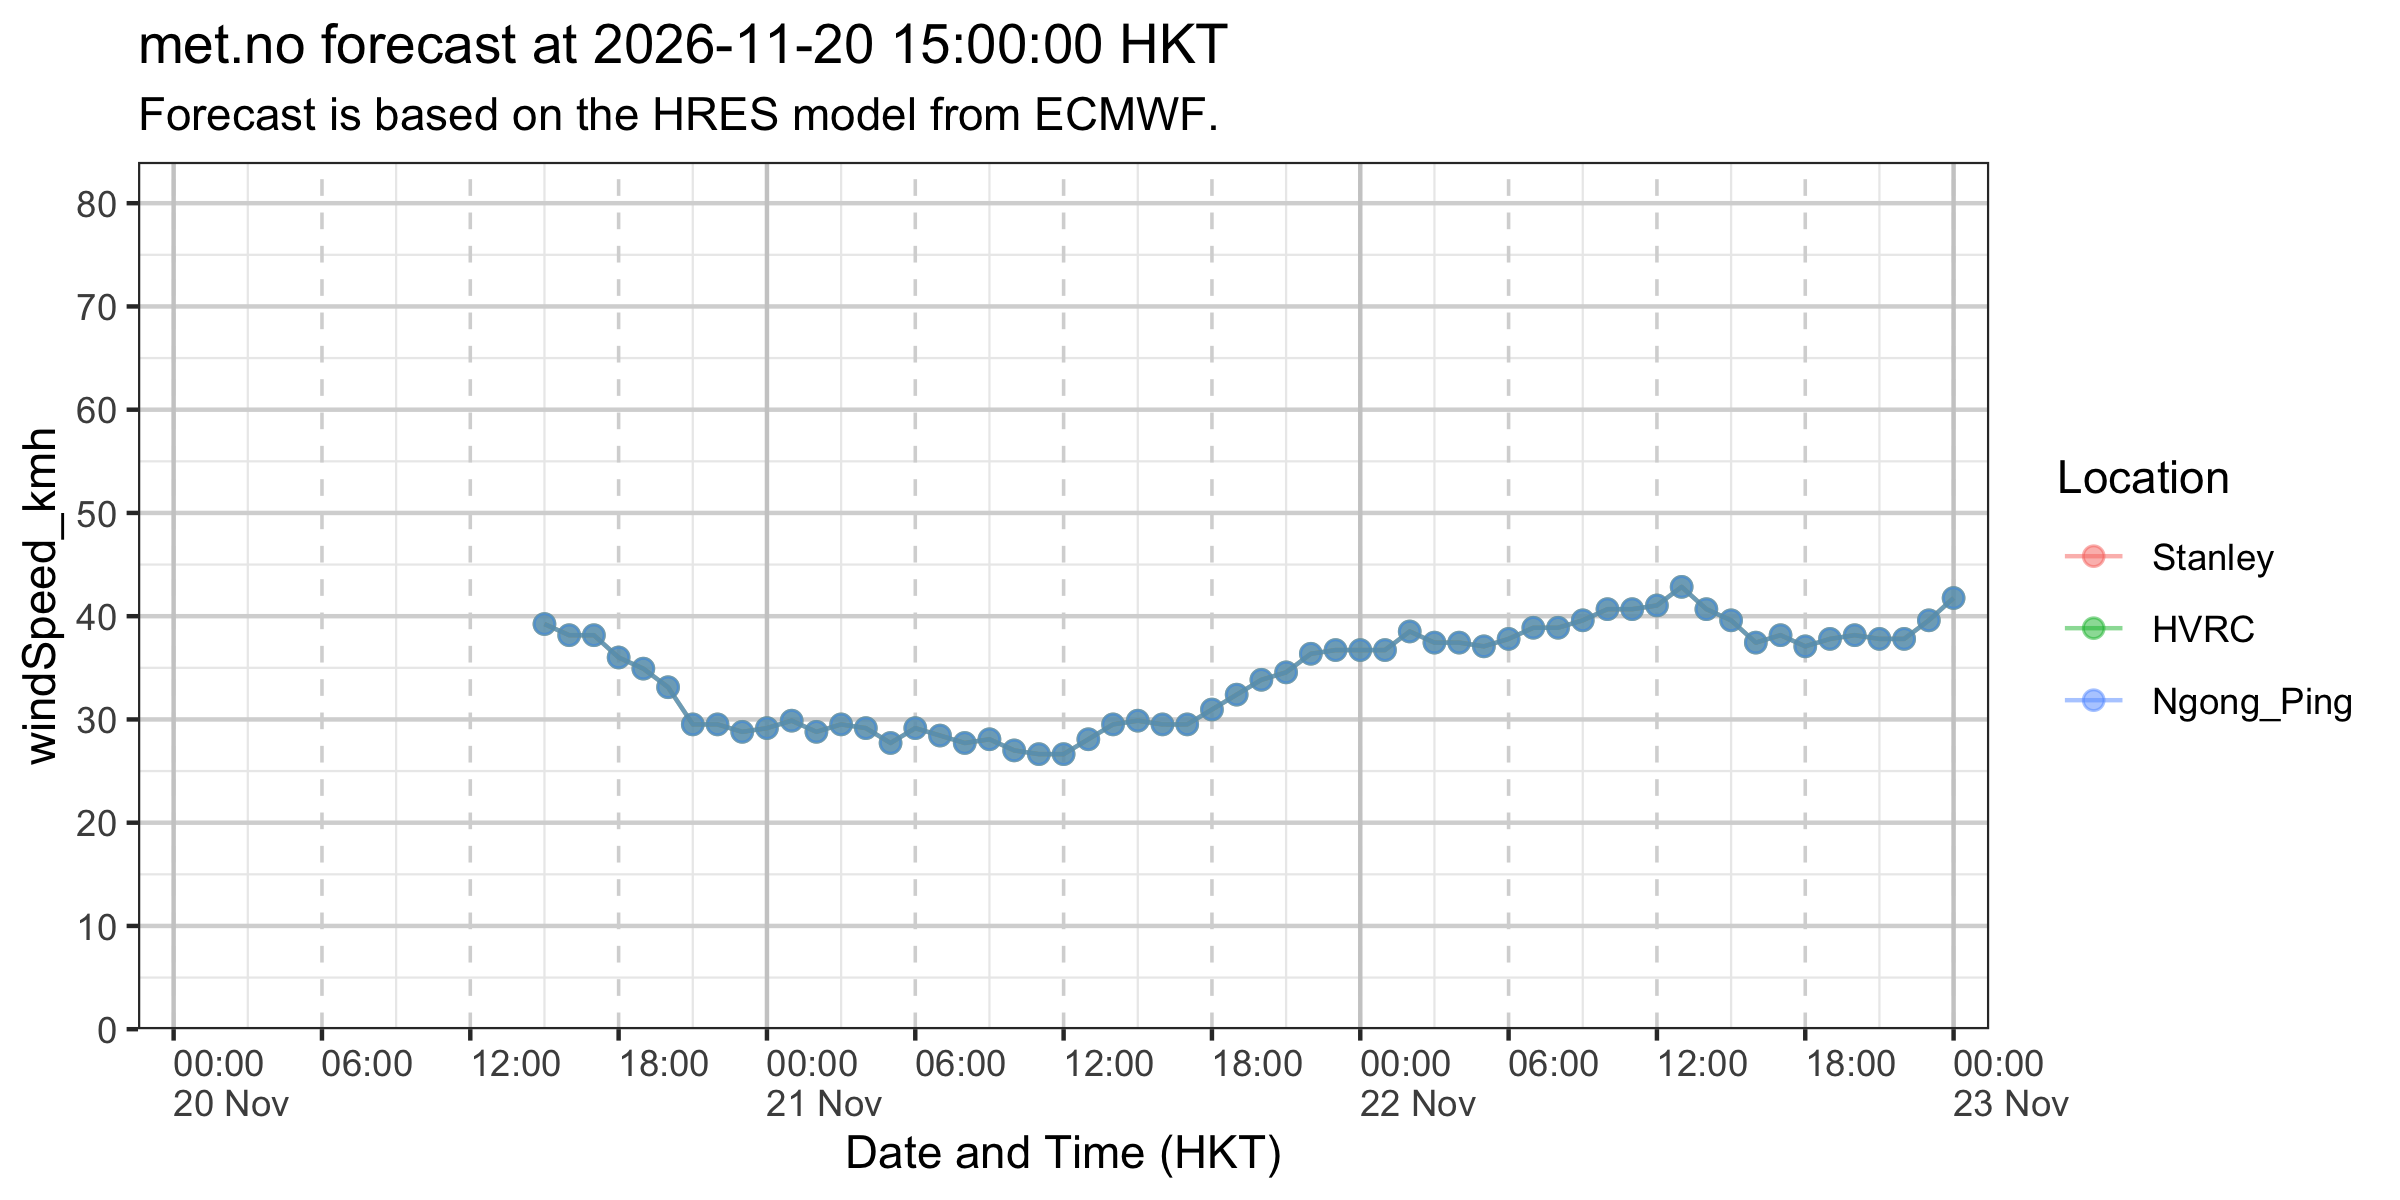 met.no forecast at 2026-11-20 15:00:00 HKT
Forecast is based on the HRES model from ECMWF.
windSpeed_kmh
80
70
60
50
40
30
20
10
0
00:00 06:00 12:00 18:00 00:00 06:00 12:00 18:00 00:00 06:00 12:00 18:00 00:00
20 Nov 21 Nov 22 Nov 23 Nov
Date and Time (HKT)
Location
Stanley
HVRC
Ngong_Ping